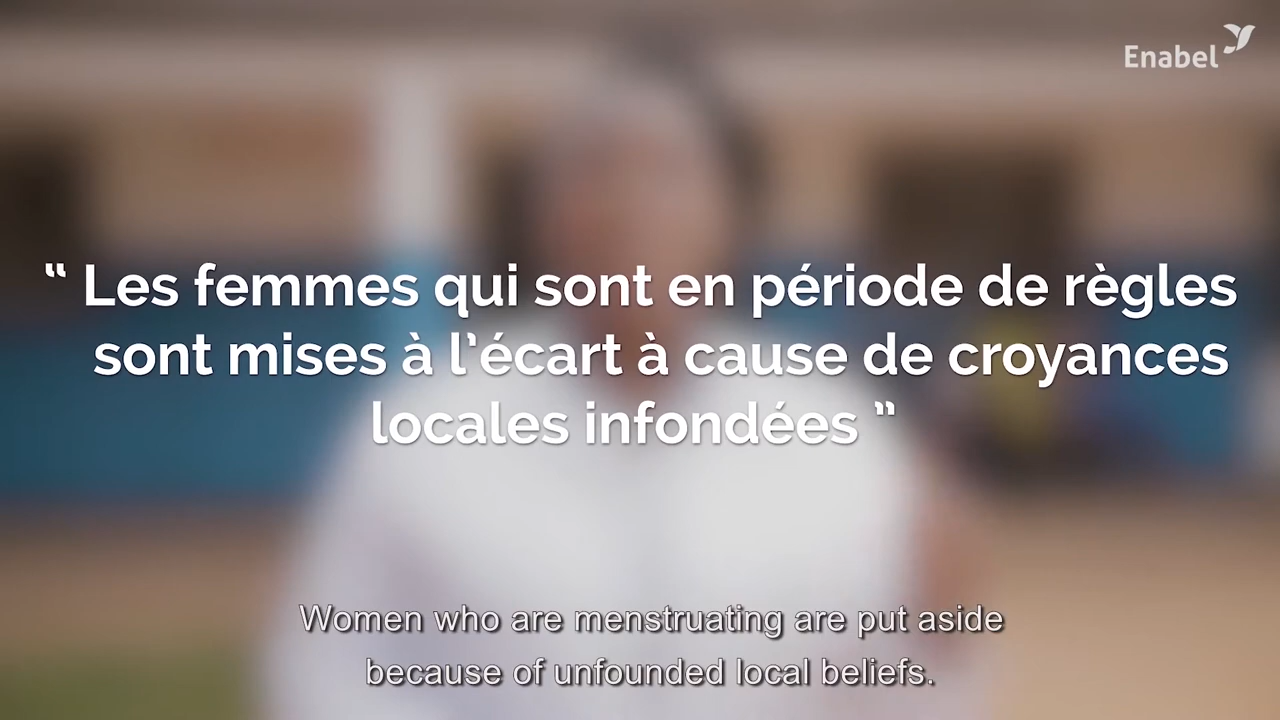 Enabel
“ Les femmes qui sont en période de règles
sont mises à l’écart à cause de croyances
locales infondées ”
Women who are menstruating are put aside
because of unfounded local beliefs.